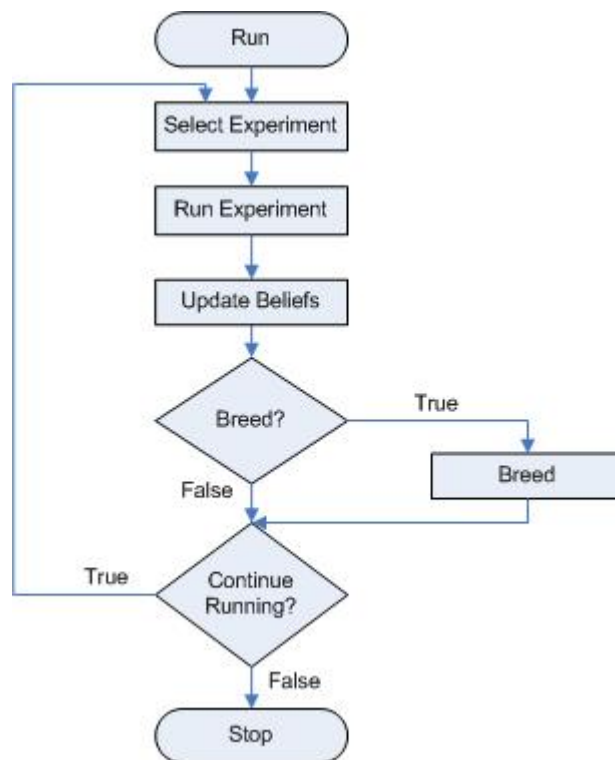 Run
Select Experiment
Run Experiment
Update Beliefs
Breed?
True
Breed
False
True
Continue
Running?
False
Stop